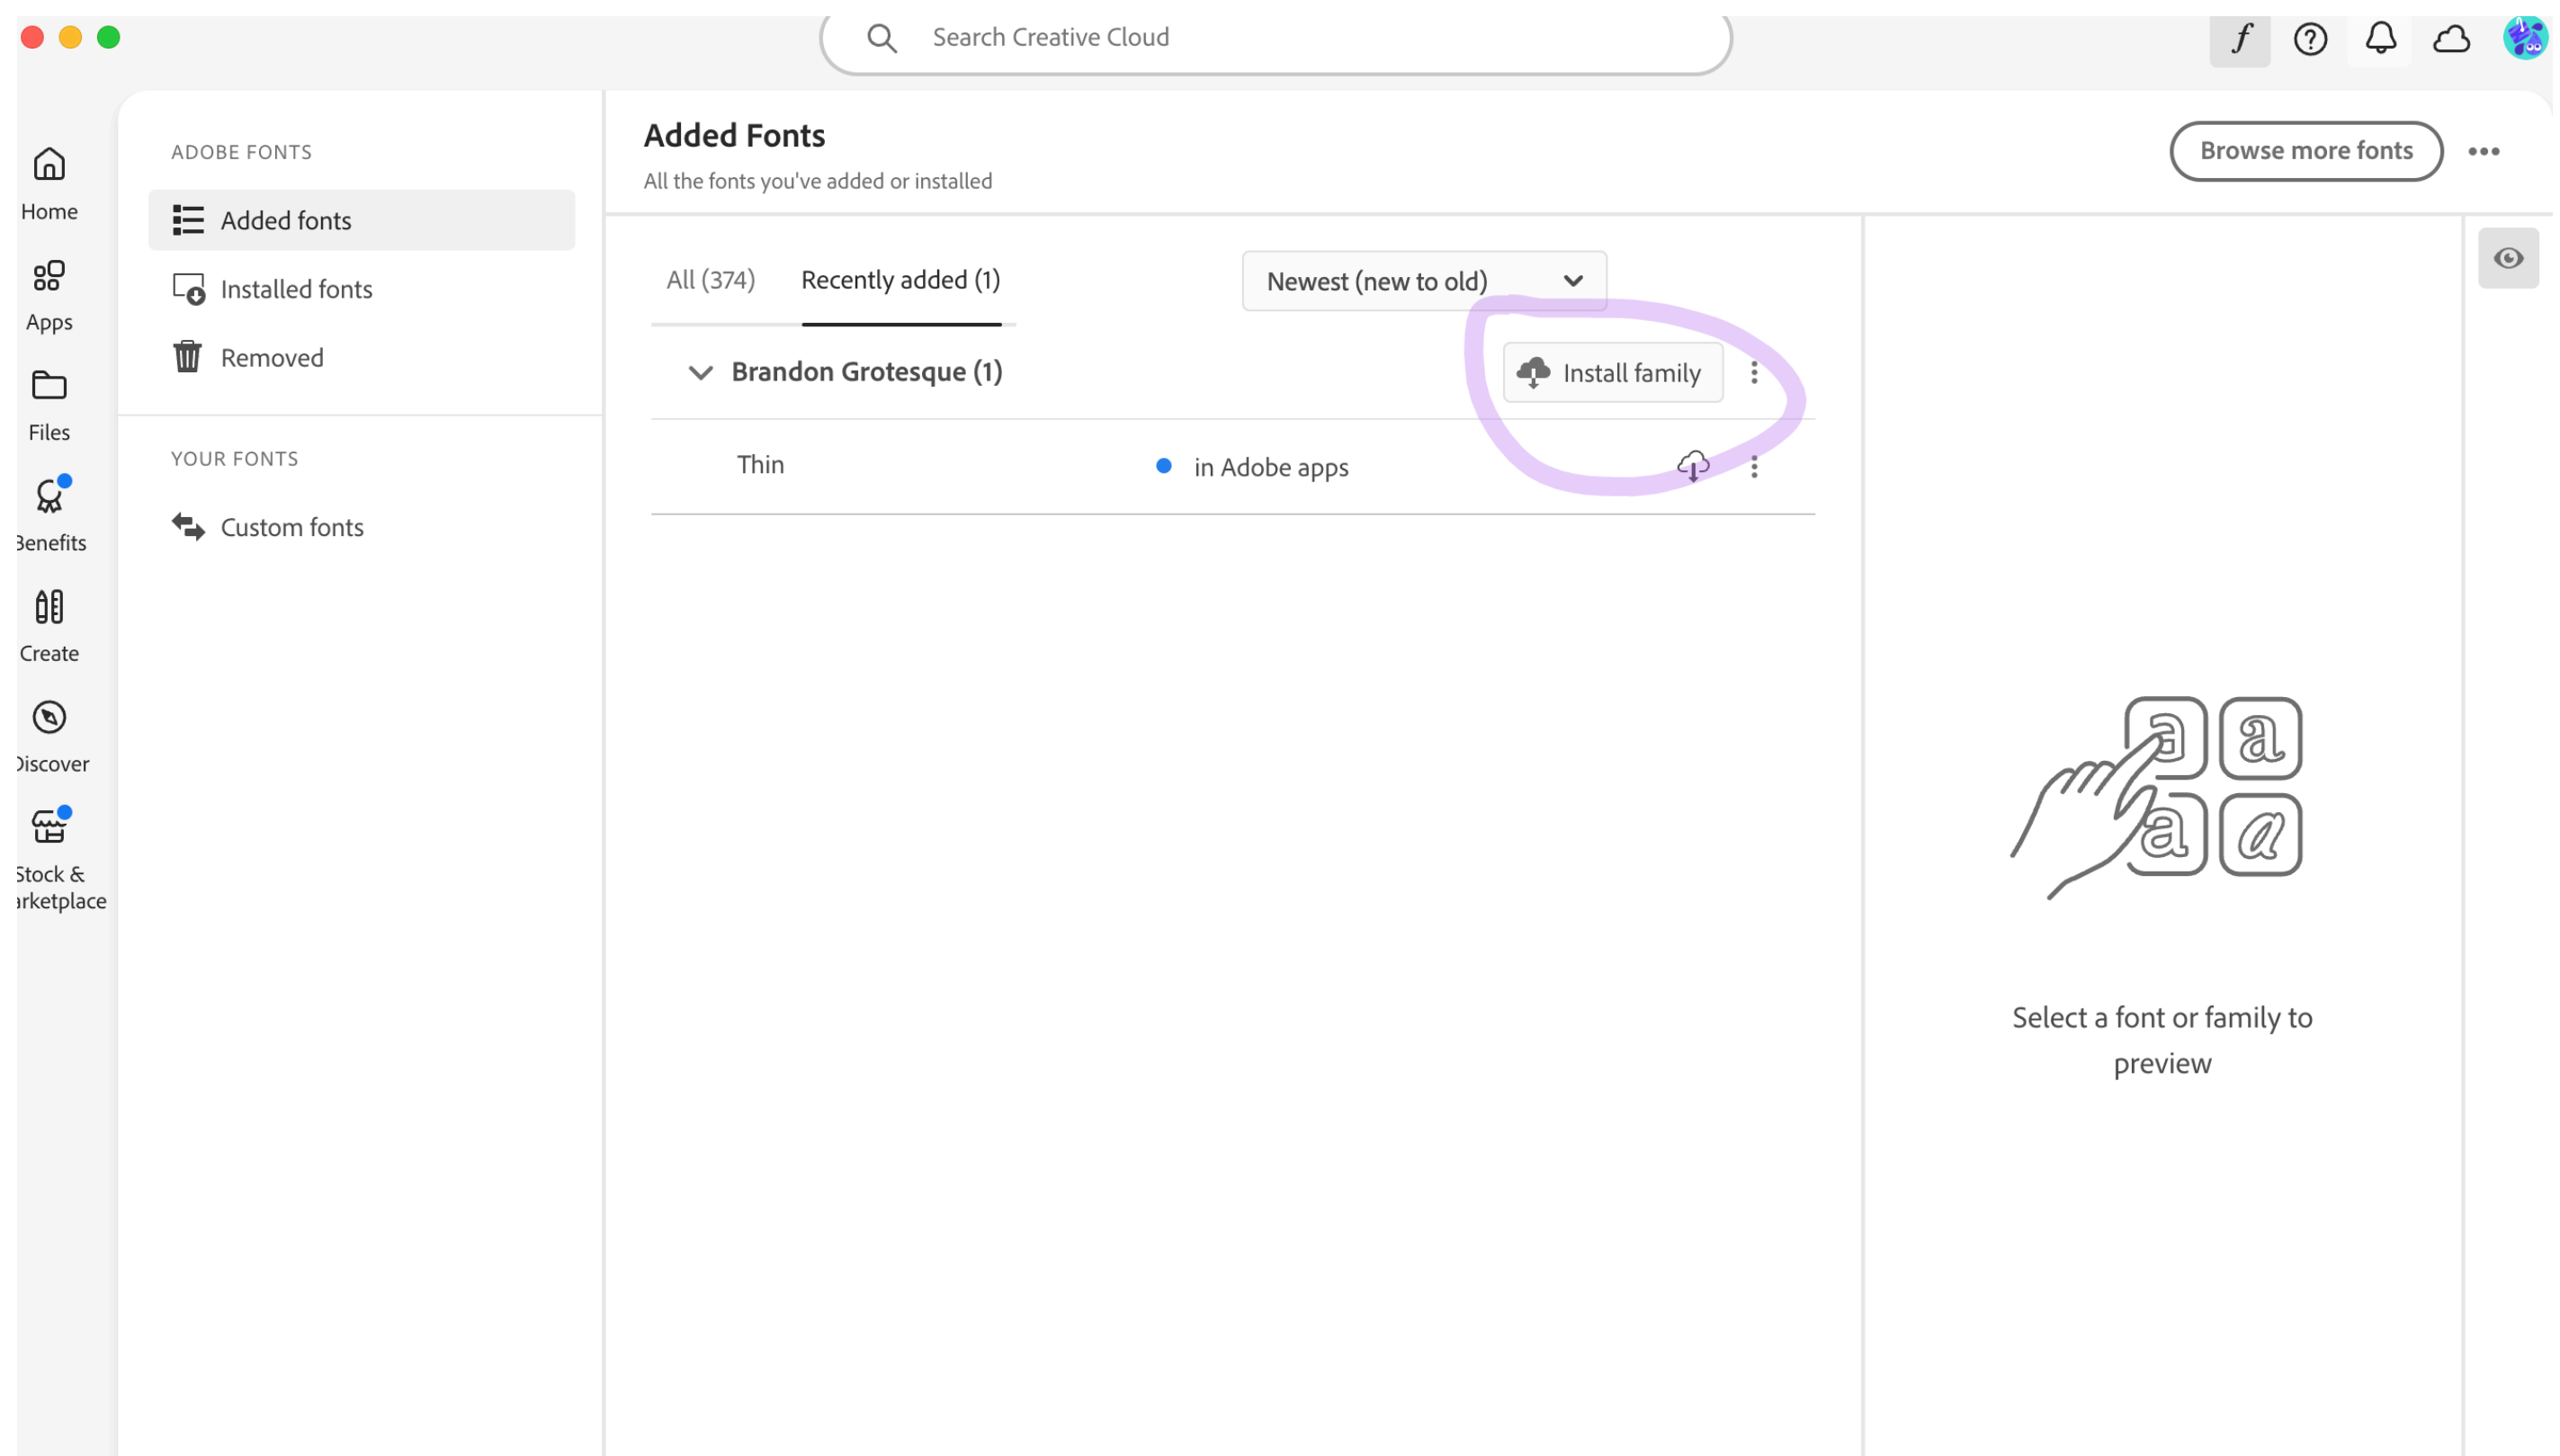 Search Creative Cloud
f
Home
Apps
Files
Benefits
Create
Discover
Stock &
arketplace
ADOBE FONTS
Added fonts
Installed fonts
Removed
YOUR FONTS
Custom fonts
Added Fonts
All the fonts you've added or installed
Browse more fonts
All (374)
Recently added (1)
Newest (new to old)
Brandon Grotesque (1)
Install family
Thin
in Adobe apps
a a
a a
Select a font or family to
preview